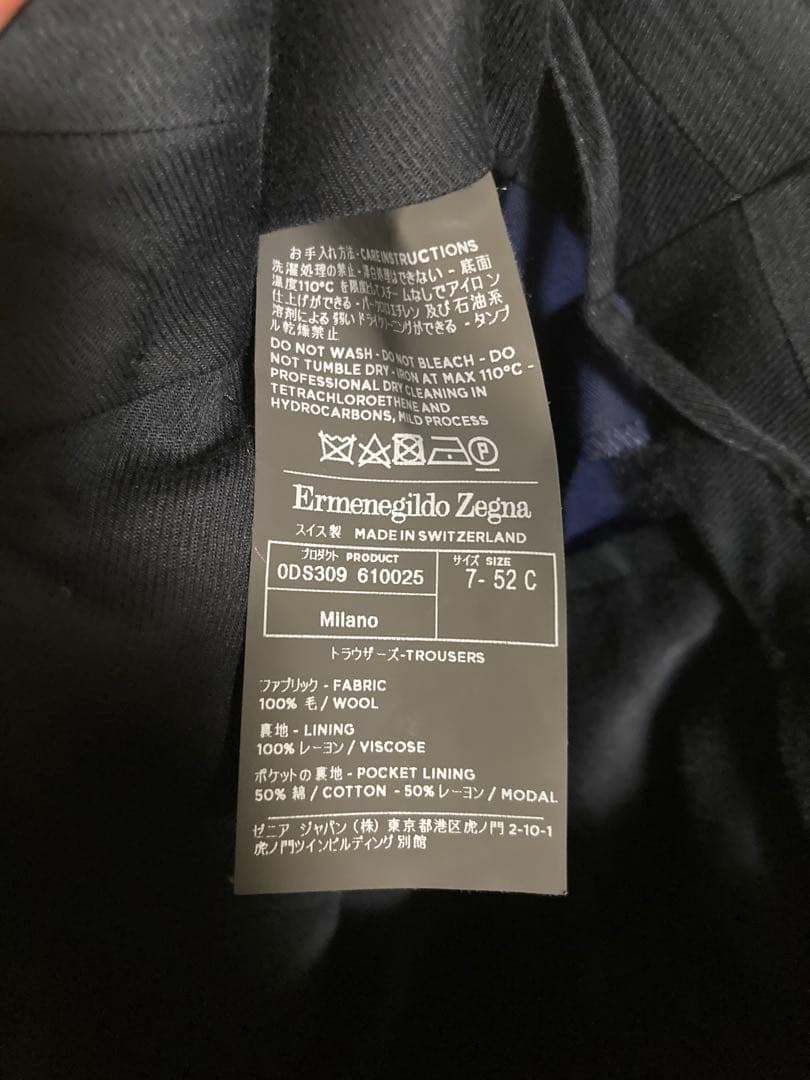 お手入れ方法-CARE INSTRUCTIONS
洗濯処理の禁止 - 漂白処理はできない - 底面
温度110℃ を限度としてスチームなしでアイロン
仕上げができる - パークロロエチレン 及び 石油系
溶剤による 弱い ドライクリーニングができる - タンブ
ル乾燥禁止
DO NOT WASH - DO NOT BLEACH - DO
NOT TUMBLE DRY - IRON AT MAX 110°C -
PROFESSIONAL DRY CLEANING IN
TETRACHLOROETHENE AND
HYDROCARBONS, MILD PROCESS
P
Ermenegildo Zegna
スイス製 MADE IN SWITZERLAND
プロダクト PRODUCT サイズ SIZE
0DS309 610025 7- 52 C
Milano
トラウザーズ-TROUSERS
ファブリック - FABRIC
100% 毛 / WOOL
裏地 - LINING
100% レーヨン / VISCOSE
ポケットの裏地 - POCKET LINING
50% 綿 / COTTON - 50% レーヨン / MODAL
ゼニア ジャパン (株) 東京都港区虎ノ門 2-10-1
虎ノ門ツインビルディング 別館